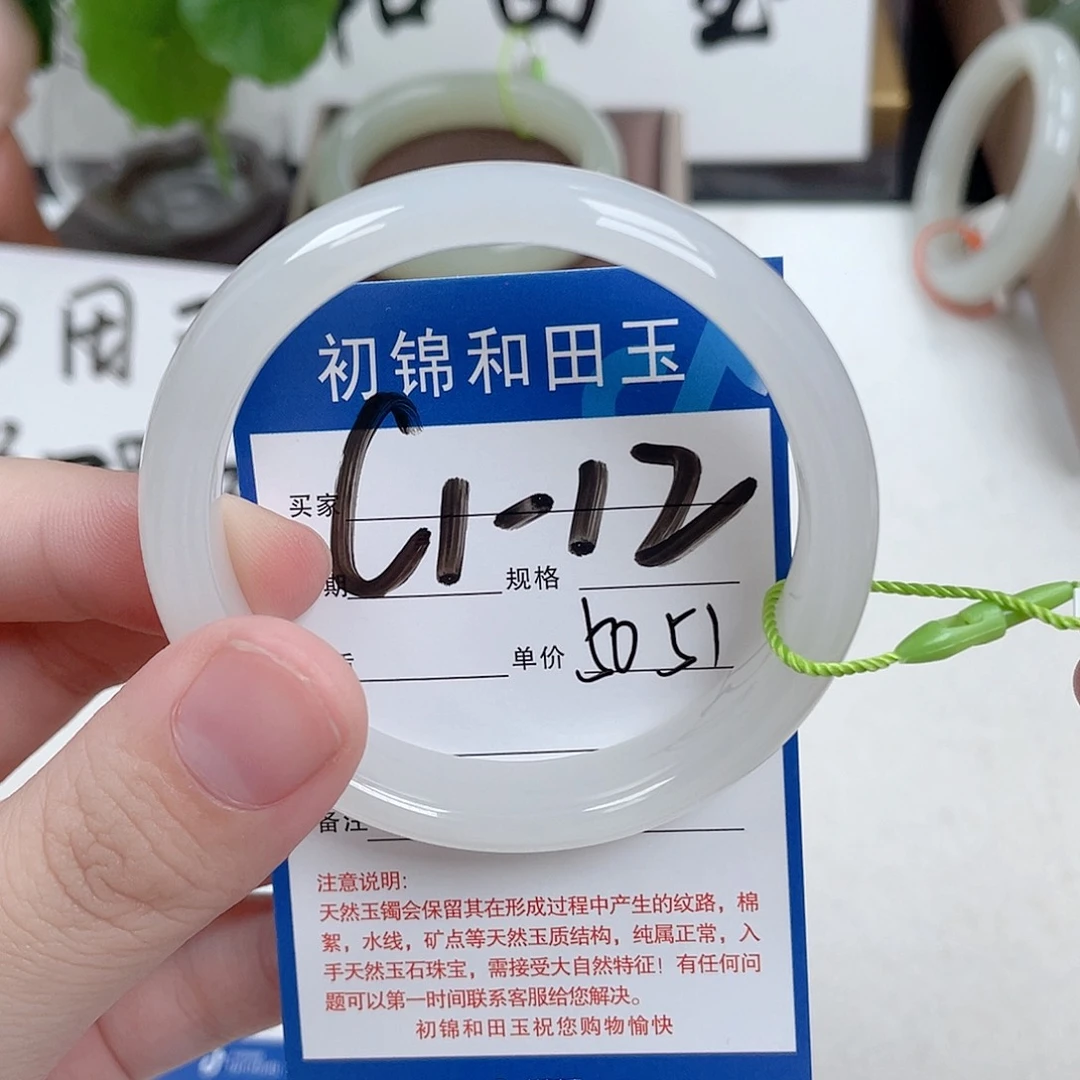 和田玉
初锦和田玉
C1-12
买家
期 规格
单价 5051
备注
注意说明:
天然玉镯会保留其在形成过程中产生的纹路，棉
絮，水线，矿点等天然玉质结构，纯属正常，入
手天然玉石珠宝，需接受大自然特征！有任何问
题可以第一时间联系客服给您解决。
初锦和田玉祝您购物愉快